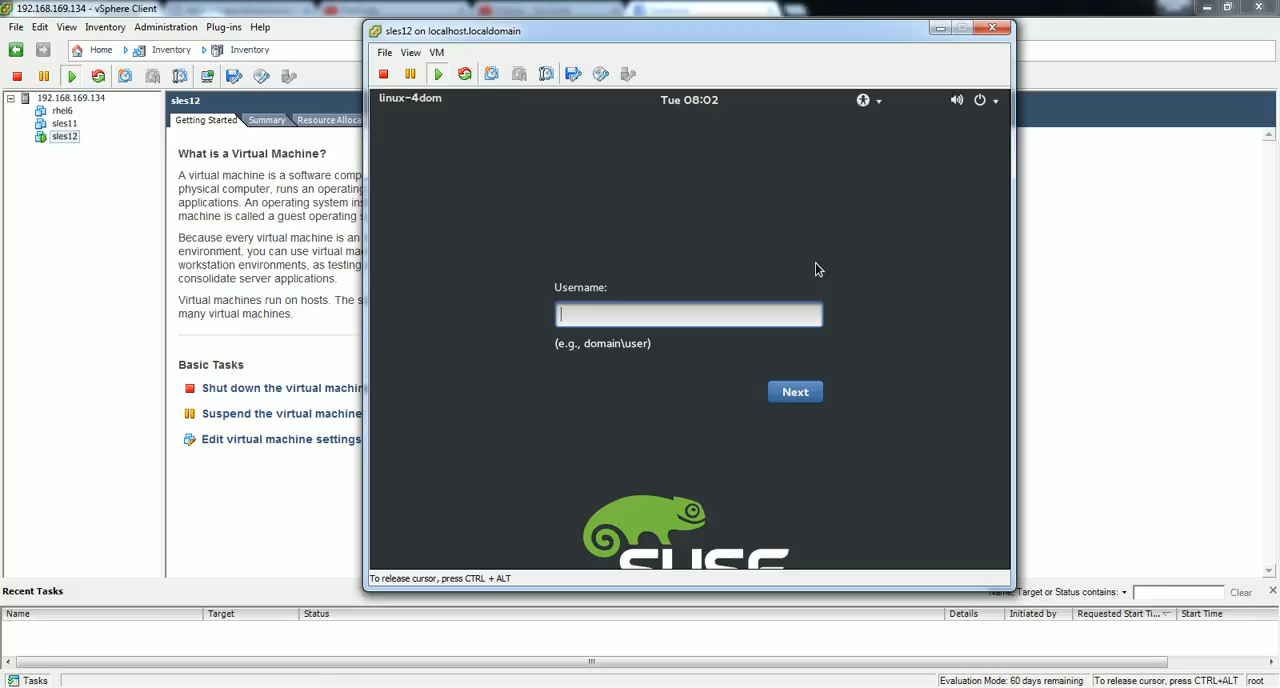 192.168.169.134 - vSphere Client
File Edit View Inventory Administration Plug-ins Help
Home Inventory Inventory
192.168.169.134
rhel6
sles11
sles12
sles12
Getting Started Summary Resource Alloca
What is a Virtual Machine?
A virtual machine is a software comp
physical computer, runs an operating
applications. An operating system ins
machine is called a guest operating s
Because every virtual machine is an
environment, you can use virtual ma
workstation environments, as testing
consolidate server applications.
Virtual machines run on hosts. The s
many virtual machines.
Basic Tasks
Shut down the virtual machin
Suspend the virtual machine
Edit virtual machine settings
sles12 on localhost.localdomain
File View VM
linux-4dom
Tue 08:02
Username:
(e.g., domain\user)
Next
SUSE
To release cursor, press CTRL + ALT
Recent Tasks
Name, Target or Status contains:
Clear
Name Target Status Details Initiated by Requested Start Ti... Start Time
Tasks
Evaluation Mode: 60 days remaining
To release cursor, press CTRL+ALT
root